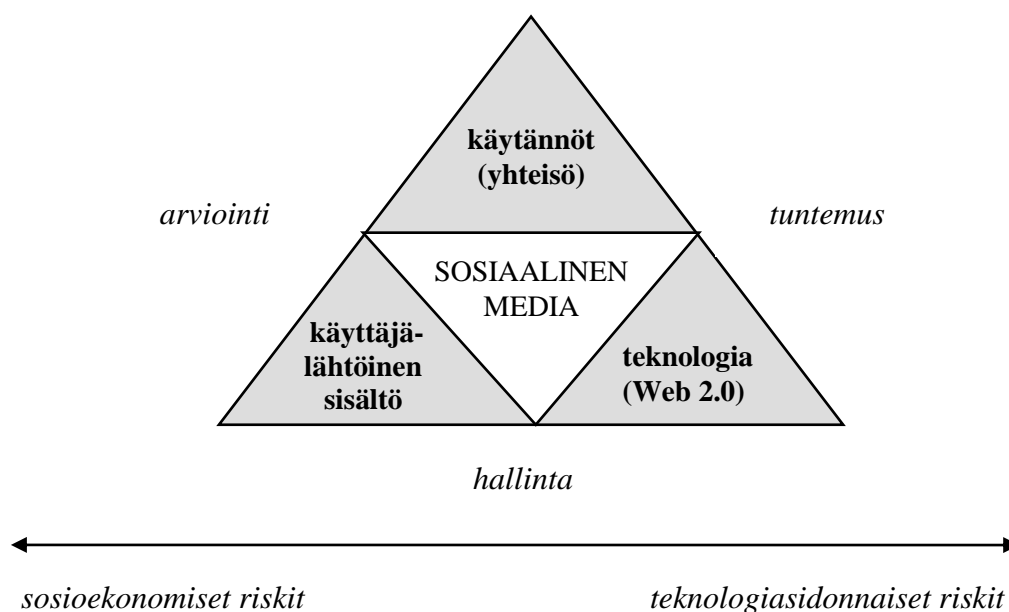 käytännöt
(yhteisö)
arviointi
tuntemus
SOSIAALINEN
MEDIA
käyttäjä-
lähtöinen
sisältö
teknologia
(Web 2.0)
hallinta
sosioekonomiset riskit
teknologiasidonnaiset riskit